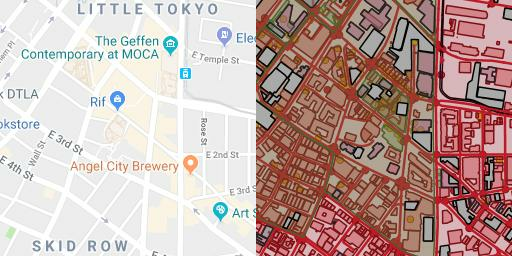 LITTLE TOKYO
The Geffen
Contemporary at MOCA
Ele
E Temple St
k DTLA
Rif
okstore
Rose St
E 3rd St
Wall St
E 2nd St
Angel City Brewery
E 4th St
E 3rd S
Art S
SKID ROW